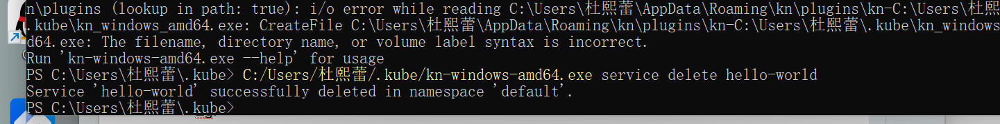 n\plugins (lookup in path: true): i/o error while reading C:\Users\杜熙蕾\AppData\Roaming\kn\plugins\kn-C:\Users\杜熙
.kube\kn_windows_amd64.exe: CreateFile C:\Users\杜熙蕾\AppData\Roaming\kn\plugins\kn-C:\Users\杜熙蕾\.kube\kn_windows
d64.exe: The filename, directory name, or volume label syntax is incorrect.
Run 'kn-windows-amd64.exe --help' for usage
PS C:\Users\杜熙蕾\.kube> C:/Users/杜熙蕾/.kube/kn-windows-amd64.exe service delete hello-world
Service 'hello-world' successfully deleted in namespace 'default'.
PS C:\Users\杜熙蕾\.kube>